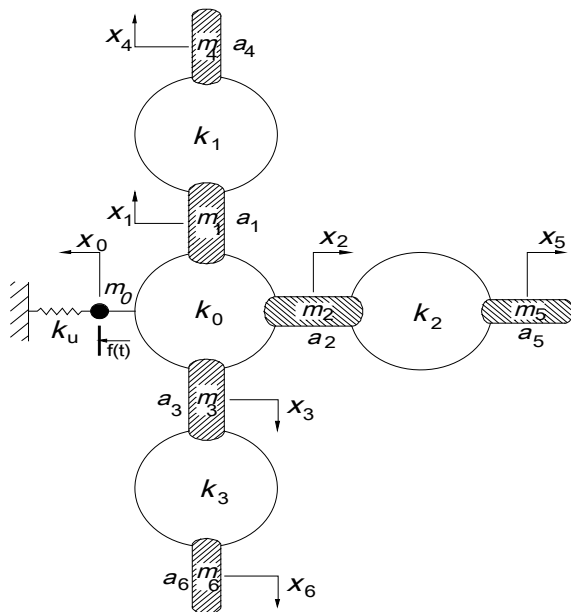 x4 m4 a4
k1
x1 m1 a1
x0 x2 x5
m0
k0 m2 k2 m5
ku f(t) a2 a5
a3 m3 x3
k3
a6 m6 x6